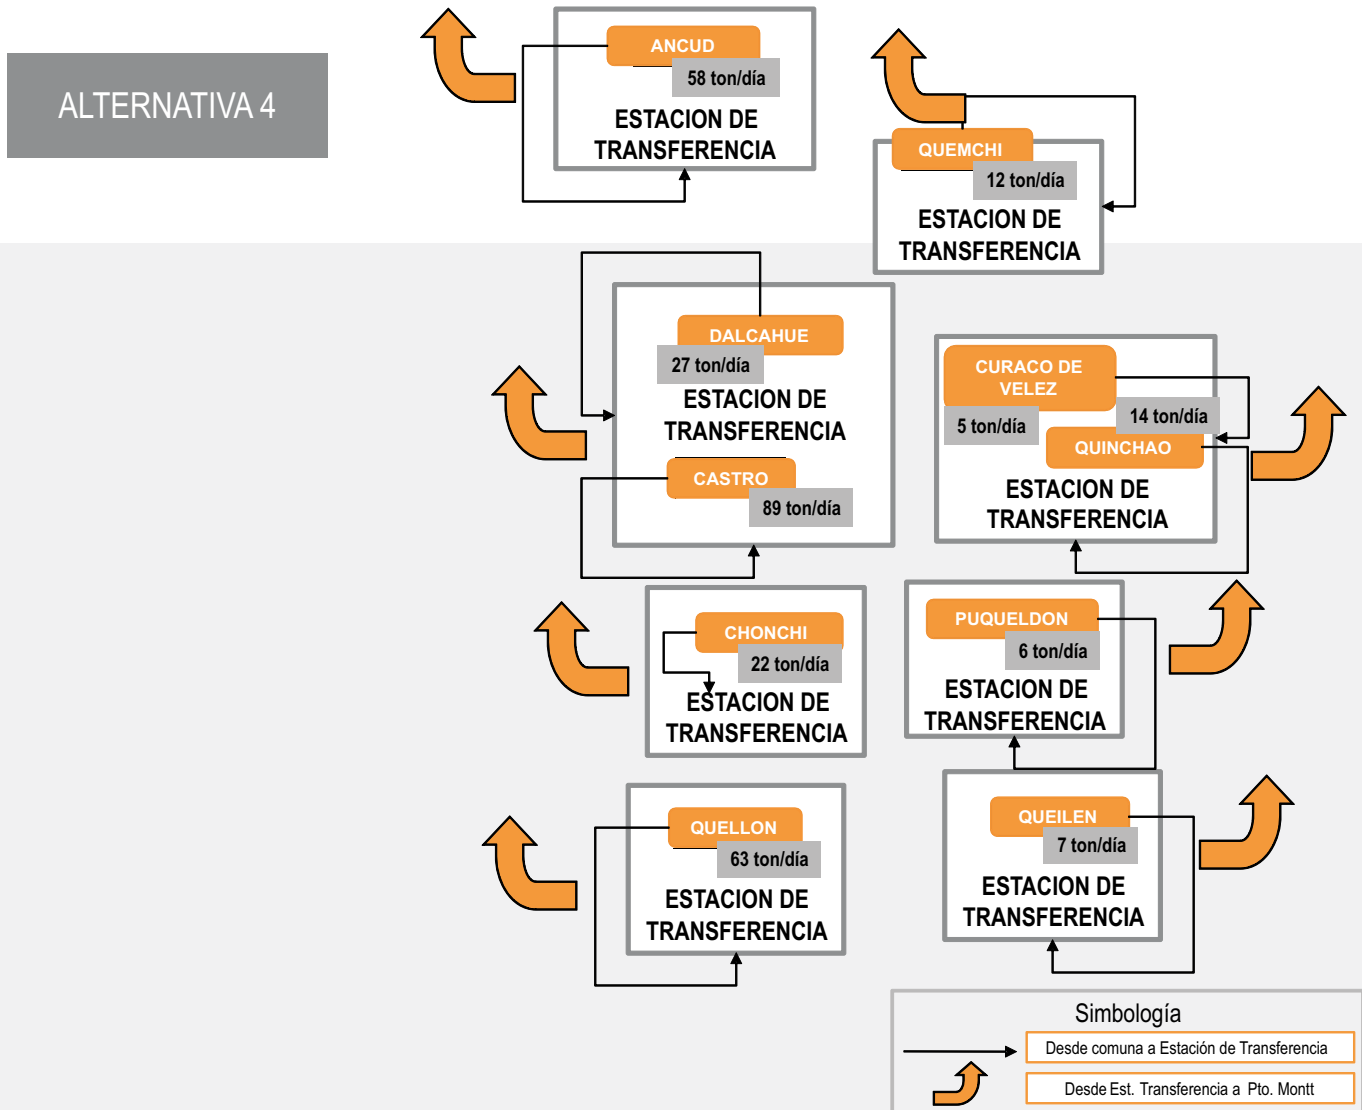 ALTERNATIVA 4
ANCUD
58 ton/día
ESTACION DE
TRANSFERENCIA
QUEMCHI
12 ton/día
ESTACION DE
TRANSFERENCIA
DALCAHUE
27 ton/día
ESTACION DE
TRANSFERENCIA
CASTRO
89 ton/día
CURACO DE
VELEZ
5 ton/día
14 ton/día
QUINCHAO
ESTACION DE
TRANSFERENCIA
CHONCHI
22 ton/día
ESTACION DE
TRANSFERENCIA
PUQUELDON
6 ton/día
ESTACION DE
TRANSFERENCIA
QUELLON
63 ton/día
ESTACION DE
TRANSFERENCIA
QUEILEN
7 ton/día
ESTACION DE
TRANSFERENCIA
Simbología
Desde comuna a Estación de Transferencia
Desde Est. Transferencia a Pto. Montt